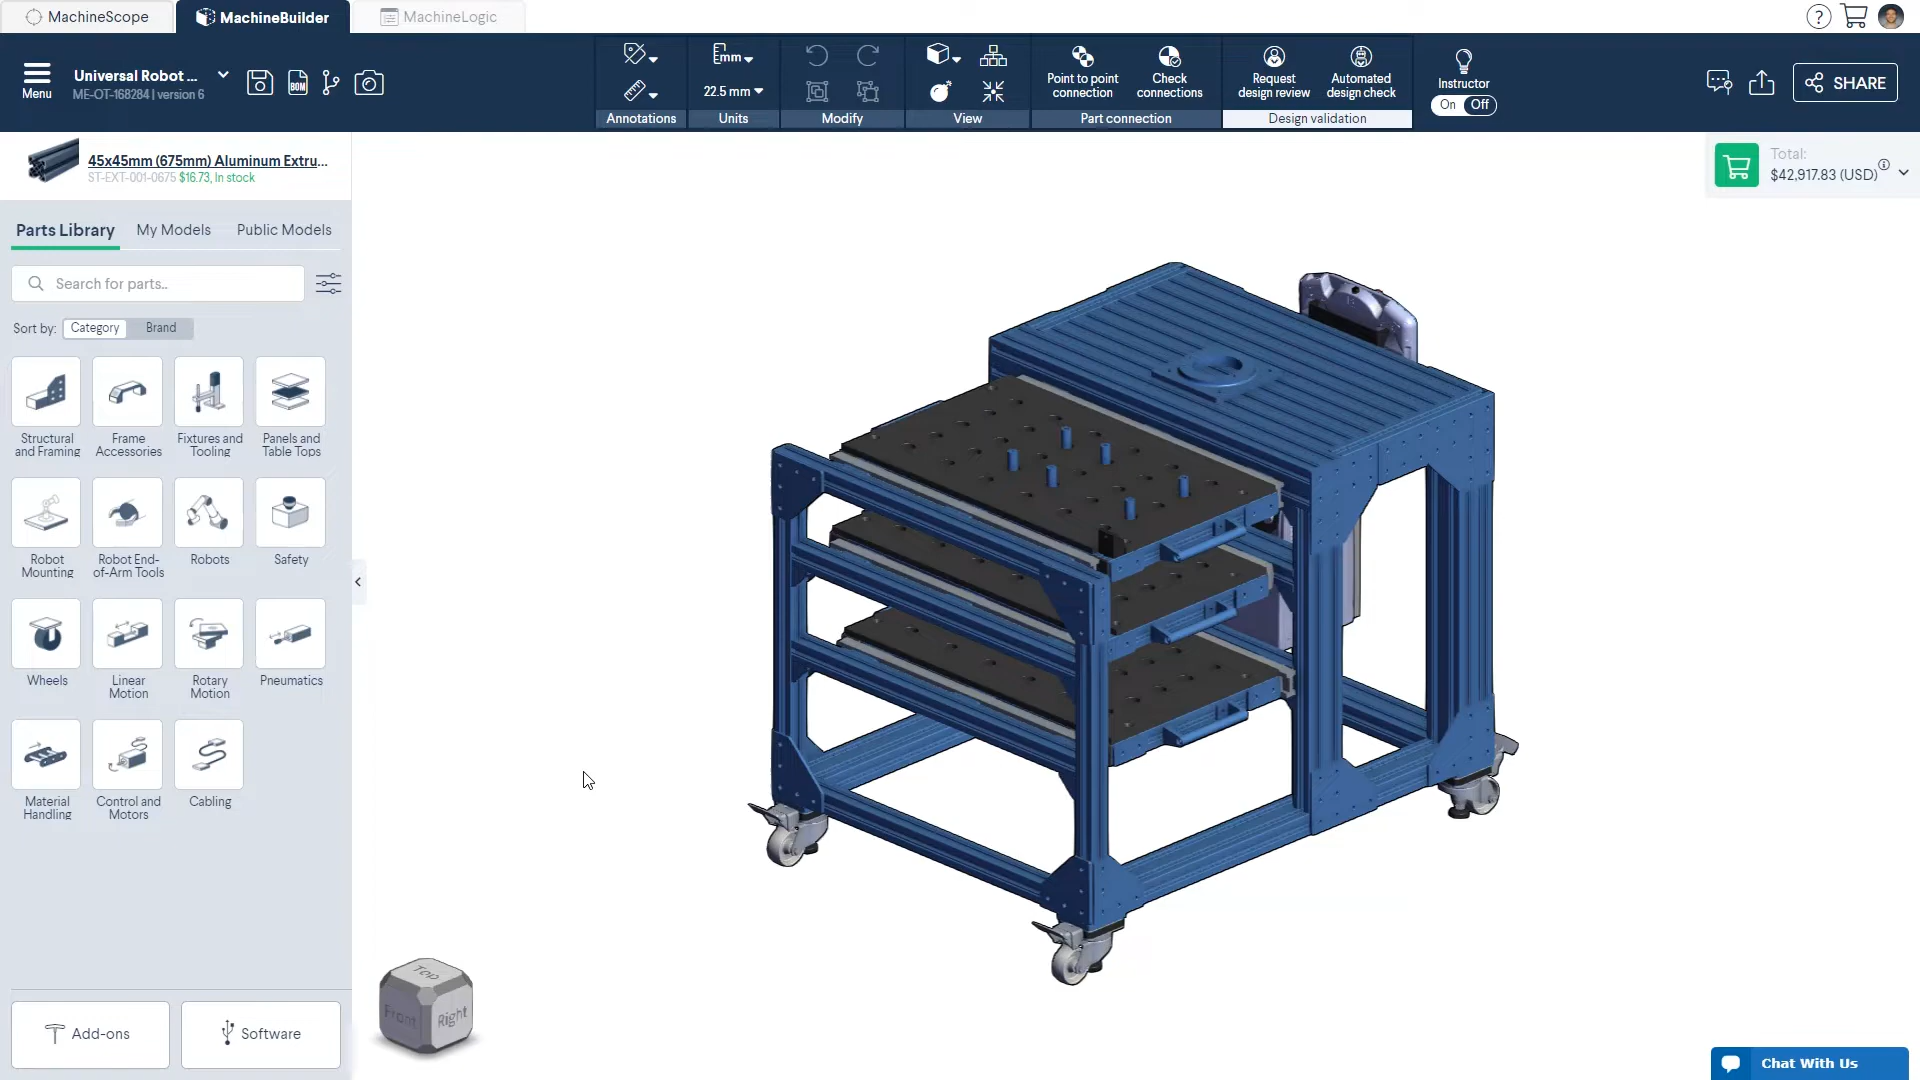 MachineScope
MachineBuilder
MachineLogic
?
Menu
Universal Robot ...
ME-OT-168284 | version 6
BOM
Annotations
mm
22.5 mm
Units
Modify
View
Point to point
connection
Check
connections
Part connection
Request
design review
Automated
design check
Design validation
Instructor
On Off
SHARE
45x45mm (675mm) Aluminum Extru...
ST-EXT-001-0675 $16.73, In stock
Total:
$42,917.83 (USD)
Parts Library
My Models
Public Models
Search for parts..
Sort by: Category Brand
Structural
and Framing
Frame
Accessories
Fixtures and
Tooling
Panels and
Table Tops
Robot
Mounting
Robot End-
of-Arm Tools
Robots
Safety
Wheels
Linear
Motion
Rotary
Motion
Pneumatics
Material
Handling
Control and
Motors
Cabling
Add-ons
Software
Top
Front
Right
Chat With Us